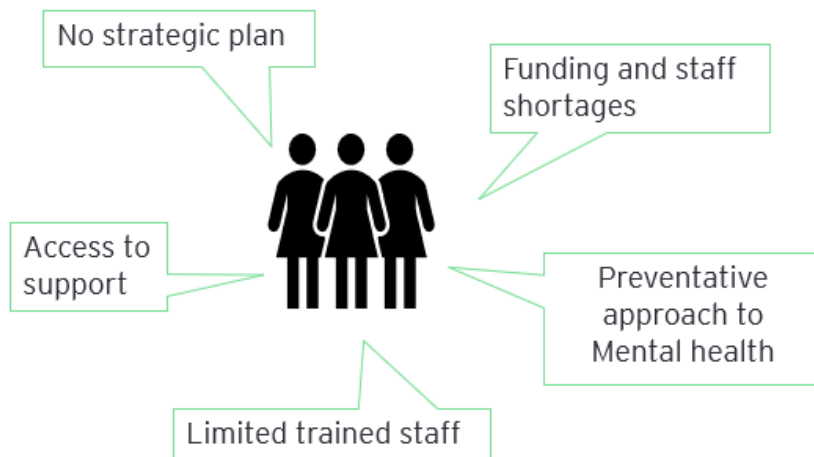 No strategic plan
Funding and staff
shortages
Access to
support
Preventative
approach to
Mental health
Limited trained staff